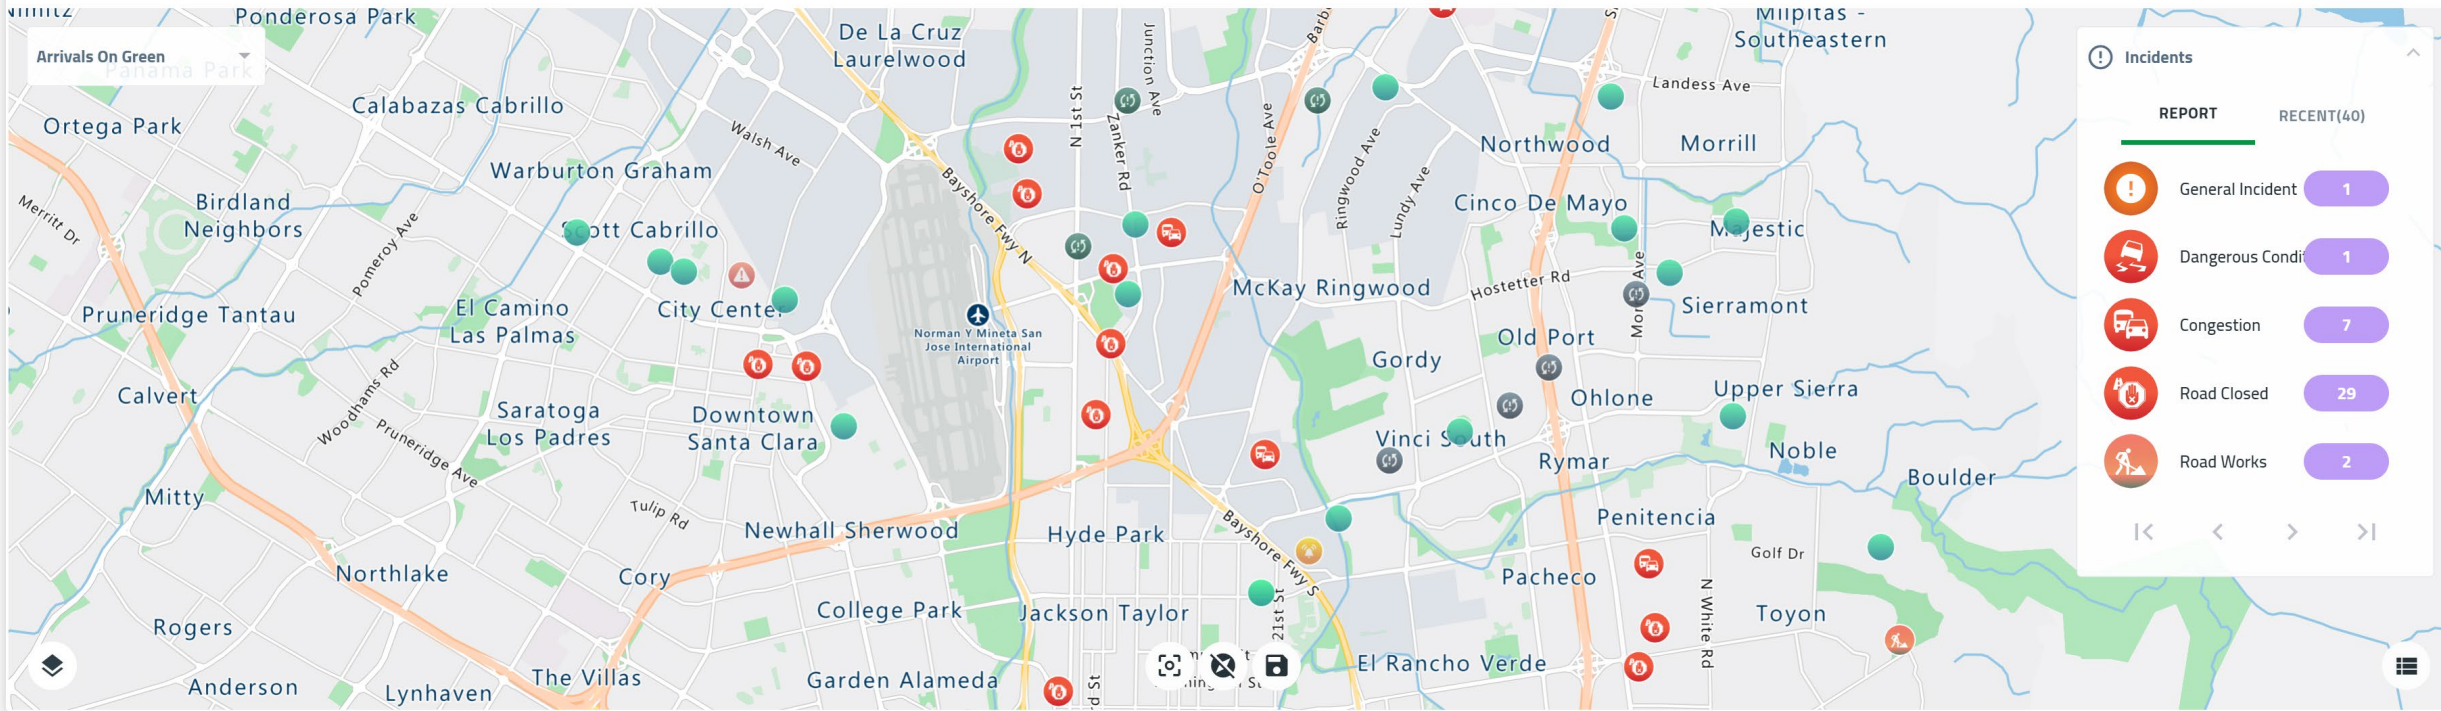 Nimitz
Ponderosa Park
Arrivals On Green
Panama Park
De La Cruz
Laurelwood
Junction Ave
Milpitas -
Southeastern
Incidents
REPORT
RECENT(40)
General Incident
1
Dangerous Condi
1
Congestion
7
Road Closed
29
Road Works
2
Landess Ave
Calabazas Cabrillo
Ortega Park
Walsh Ave
N 1st St
Zanker Rd
O'Toole Ave
Ringwood Ave
Lundy Ave
Northwood
Morrill
Warburton Graham
Birdland
Neighbors
Merritt Dr
Pomeroy Ave
Scott Cabrillo
Bayshore Fwy N
Cinco De Mayo
Majestic
Hostetter Rd
McKay Ringwood
Sierramont
El Camino
Las Palmas
City Center
Pruneridge Tantau
Norman Y Mineta San
Jose International
Airport
Old Port
Gordy
Calvert
Woodhams Rd
Saratoga
Los Padres
Downtown
Santa Clara
Ohlone
Upper Sierra
Pruneridge Ave
Vinci South
Rymar
Noble
Boulder
Mitty
Tulip Rd
Newhall Sherwood
Hyde Park
Bayshore Fwy S
Penitencia
Golf Dr
Northlake
Cory
Pacheco
College Park
Jackson Taylor
21st St
N White Rd
Toyon
Rogers
The Villas
El Rancho Verde
Anderson
Lynhaven
Garden Alameda
rd St